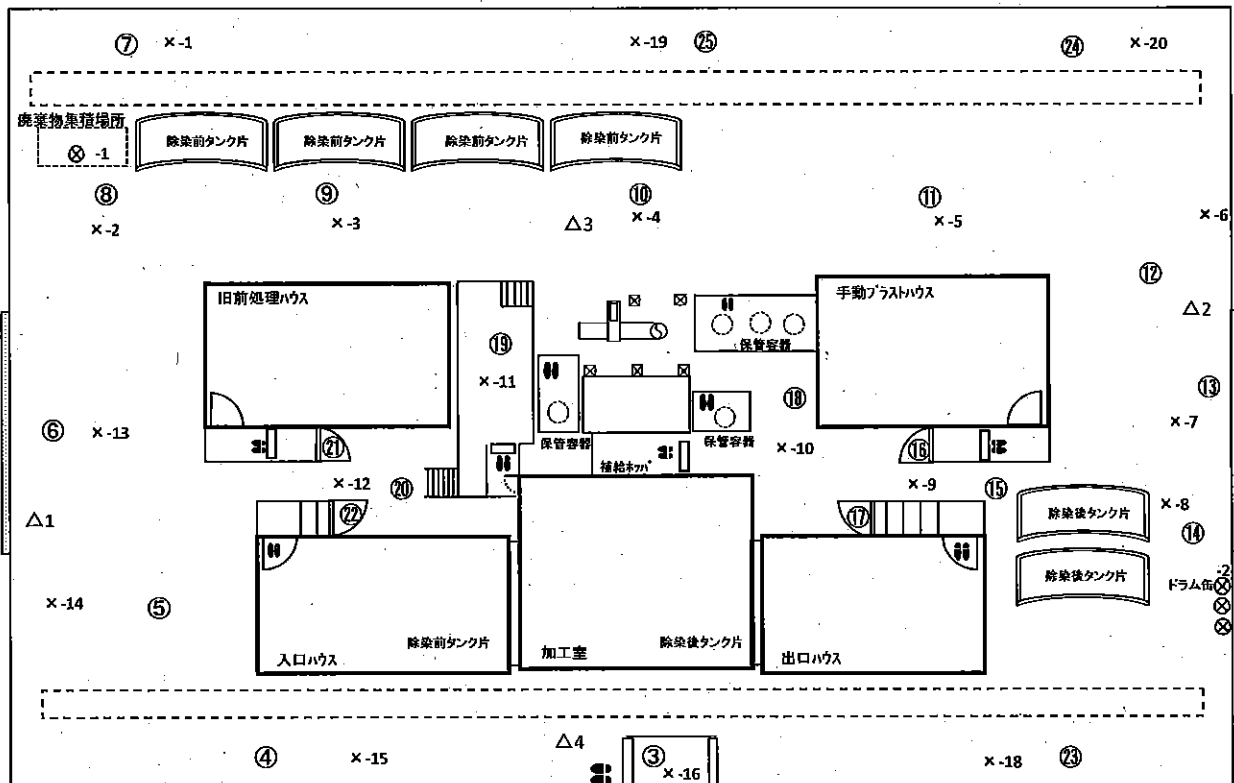 ⑦ ×-1 ×-19 ㉕ ㉔ ×-20
廃棄物集積場所
⊗ -1
除染前タンク片 除染前タンク片 除染前タンク片 除染前タンク片
⑧ ⑨ ⑩ ⑪
×-2 ×-3 △3 ×-4 ×-5 ×-6
⑫
旧前処理ハウス 手動ブラストハウス
△2
⑲ 保管容器
×-11 ⑱ ⑬
⑥ ×-13 ×-7
保管容器 保管容器
㉑ ×-10 ⑯
補給ホッパ
×-12 ⑳ ×-9 ⑮
△1 ㉒ ⑰ 除染後タンク片 ×-8
⑭
除染後タンク片 -2
ドラム缶⊗
×-14 ⑤ ⊗
⊗
除染前タンク片 除染後タンク片
入口ハウス 加工室 出口ハウス
④ ×-15 △4 ③ ×-16 ×-18 ㉓